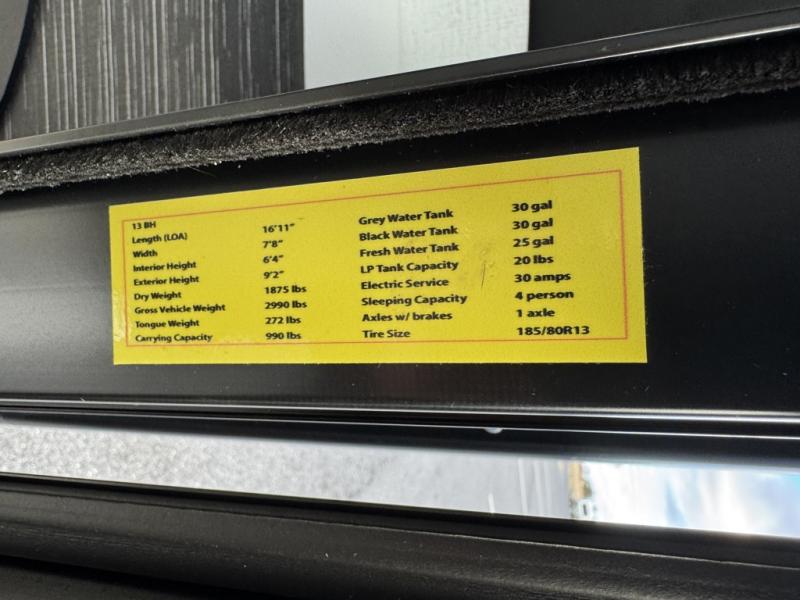 13 BH
Length (LOA) 16'11"
Width 7'8"
Interior Height 6'4"
Exterior Height 9'2"
Dry Weight 1875 lbs
Gross Vehicle Weight 2990 lbs
Tongue Weight 272 lbs
Carrying Capacity 990 lbs
Grey Water Tank 30 gal
Black Water Tank 30 gal
Fresh Water Tank 25 gal
LP Tank Capacity 20 lbs
Electric Service 30 amps
Sleeping Capacity 4 person
Axles w/ brakes 1 axle
Tire Size 185/80R13